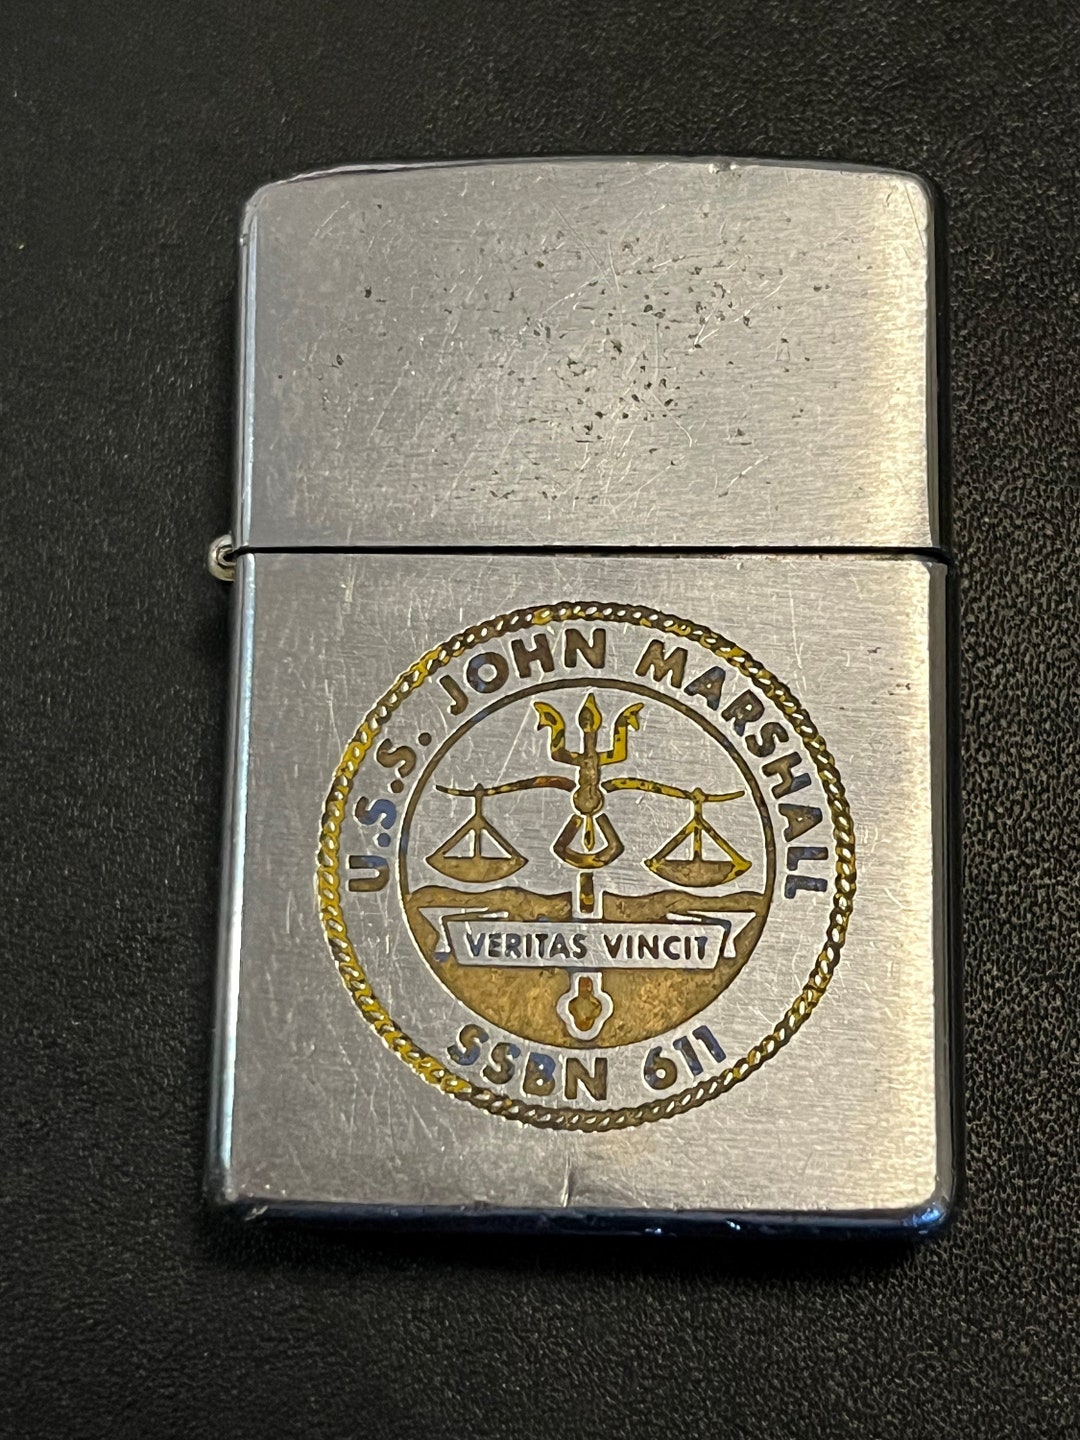 U.S.S. JOHN MARSHALL
VERITAS VINCIT
SSBN 611